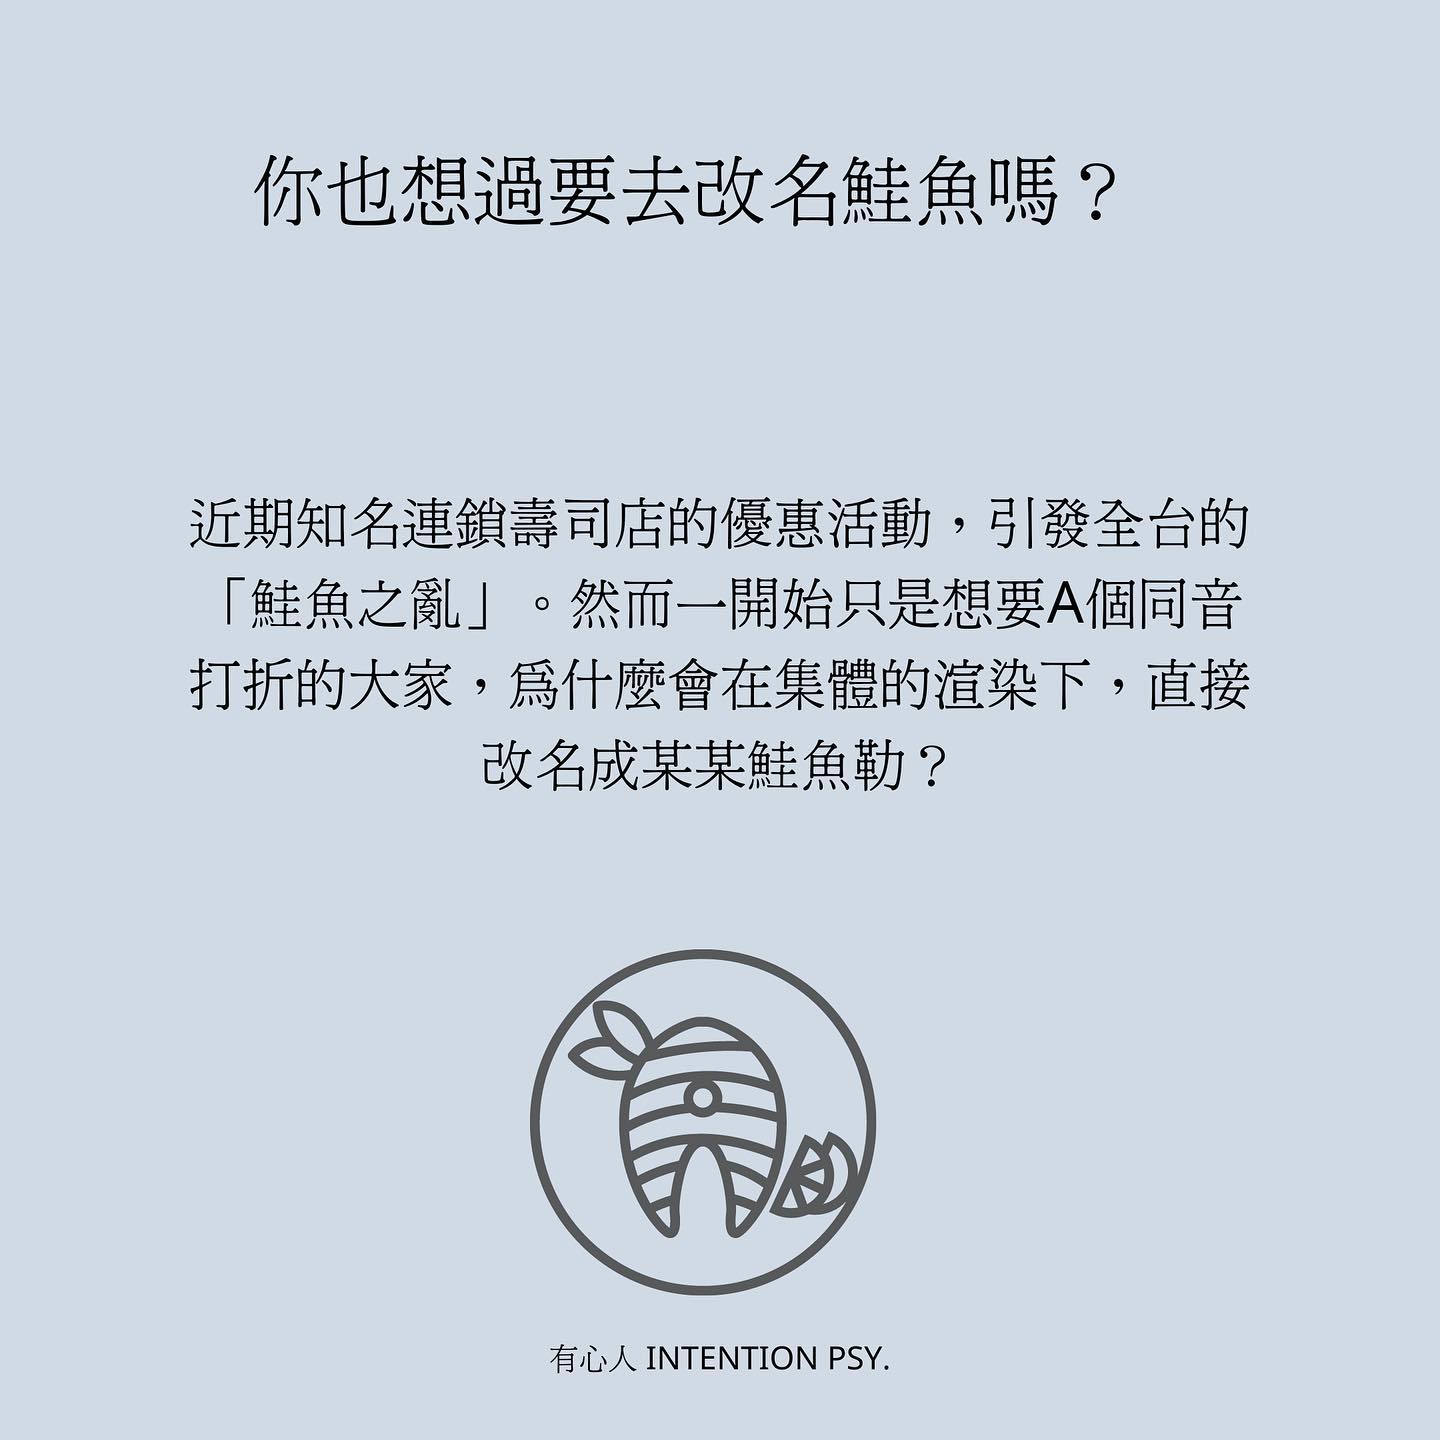 你也想過要去改名鮭魚嗎？
近期知名連鎖壽司店的優惠活動，引發全台的
「鮭魚之亂」。然而一開始只是想要A個同音
打折的大家，為什麼會在集體的渲染下，直接
改名成某某鮭魚勒？
有心人 INTENTION PSY.